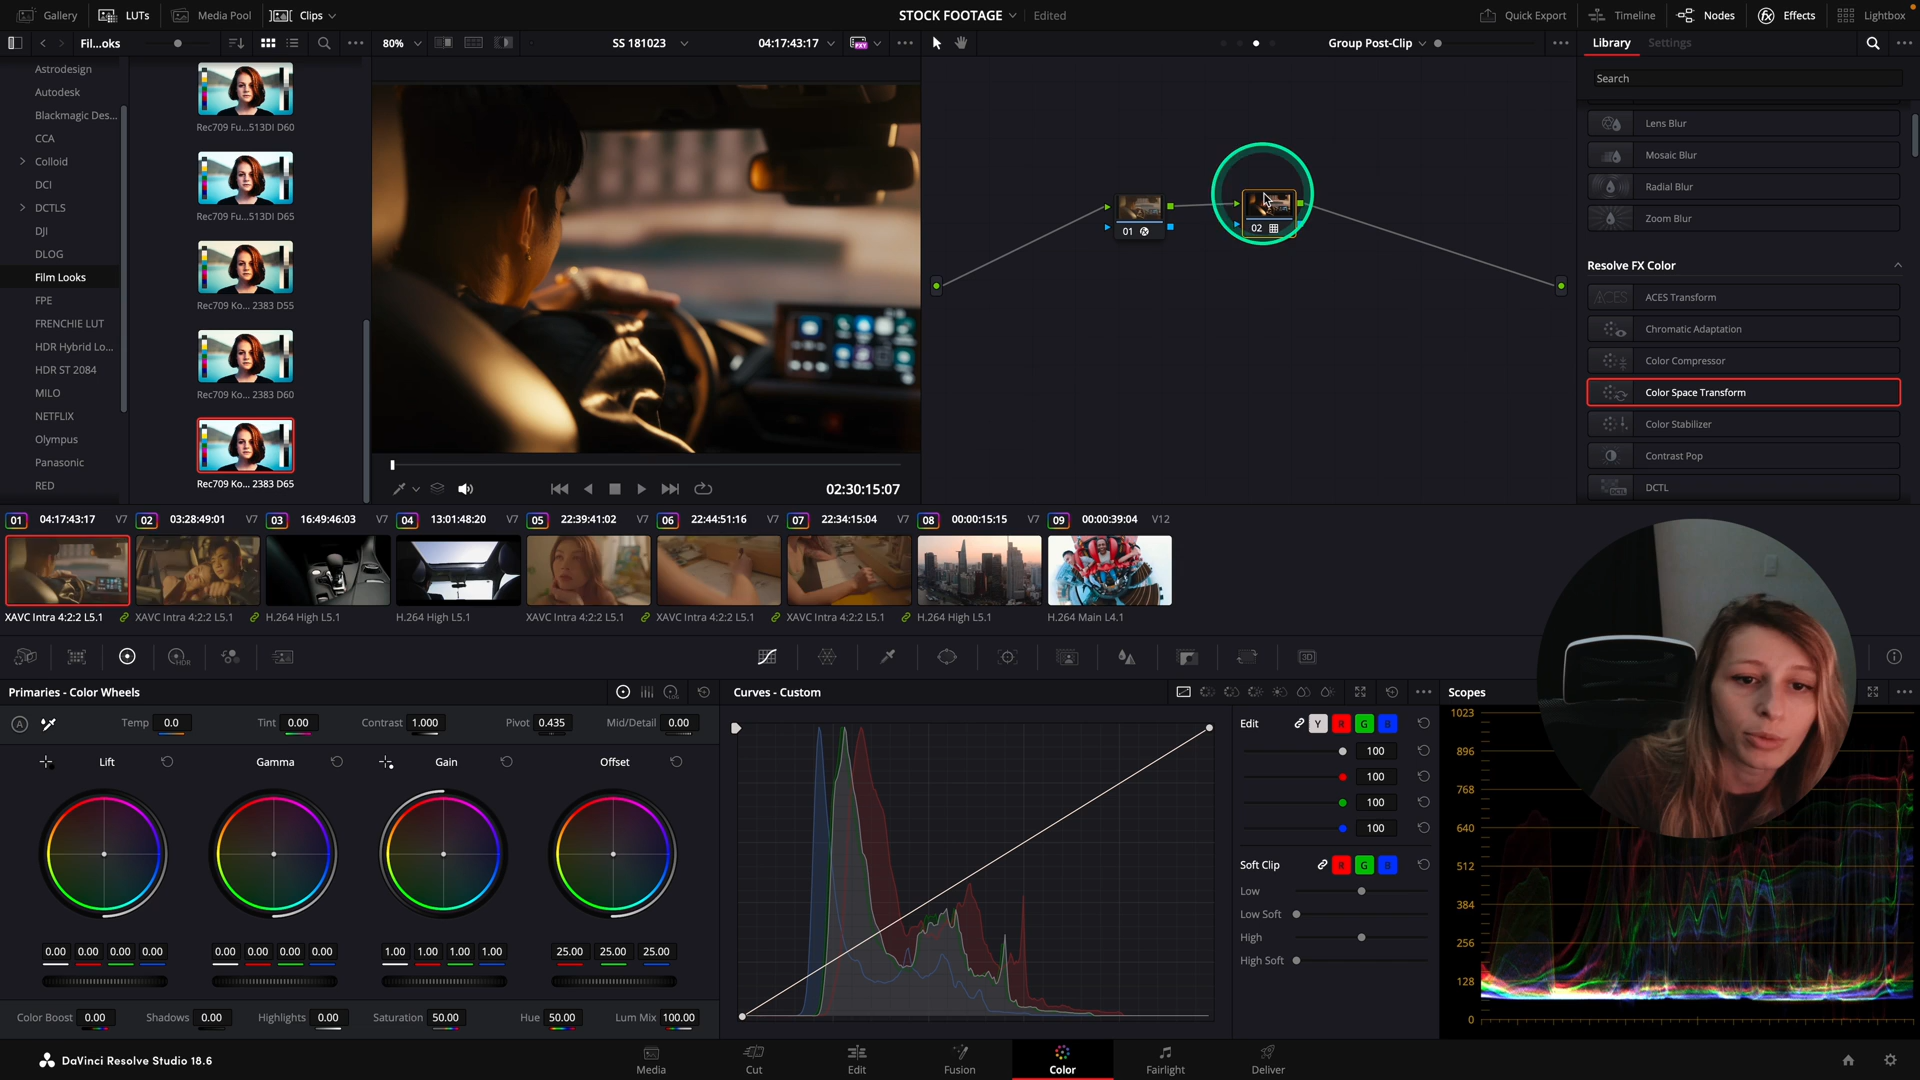 Gallery LUTs Media Pool Clips STOCK FOOTAGE Edited Quick Export Timeline Nodes Effects Lightbox
Fil...oks 80% SS 181023 04:17:43:17 Group Post-Clip Library Settings
Search
Astrodesign
Autodesk
Blackmagic Des...
CCA
Colloid
DCI
DCTLS
DJI
DLOG
Film Looks
FPE
FRENCHIE LUT
HDR Hybrid Lo...
HDR ST 2084
MILO
NETFLIX
Olympus
Panasonic
RED
Rec709 Fu...513DI D60
Rec709 Fu...513DI D65
Rec709 Ko... 2383 D55
Rec709 Ko... 2383 D60
Rec709 Ko... 2383 D65
02:30:15:07
01
02
Lens Blur
Mosaic Blur
Radial Blur
Zoom Blur
Resolve FX Color
ACES Transform
Chromatic Adaptation
Color Compressor
Color Space Transform
Color Stabilizer
Contrast Pop
DCTL
01 04:17:43:17 V7 02 03:28:49:01 V7 03 16:49:46:03 V7 04 13:01:48:20 V7 05 22:39:41:02 V7 06 22:44:51:16 V7 07 22:34:15:04 V7 08 00:00:15:15 V7 09 00:00:39:04 V12
XAVC Intra 4:2:2 L5.1 XAVC Intra 4:2:2 L5.1 H.264 High L5.1 H.264 High L5.1 XAVC Intra 4:2:2 L5.1 XAVC Intra 4:2:2 L5.1 XAVC Intra 4:2:2 L5.1 H.264 High L5.1 H.264 Main L4.1
HDR
3D
Primaries - Color Wheels
LOG
A Temp 0.0 Tint 0.00 Contrast 1.000 Pivot 0.435 Mid/Detail 0.00
Lift Gamma Gain Offset
0.00 0.00 0.00 0.00 0.00 0.00 0.00 0.00 1.00 1.00 1.00 1.00 25.00 25.00 25.00
Color Boost 0.00 Shadows 0.00 Highlights 0.00 Saturation 50.00 Hue 50.00 Lum Mix 100.00
Curves - Custom
Edit Y R G B
100
100
100
100
Soft Clip R G B
Low
Low Soft
High
High Soft
Scopes
1023
896
768
640
512
384
256
128
0
DaVinci Resolve Studio 18.6
Media Cut Edit Fusion Color Fairlight Deliver